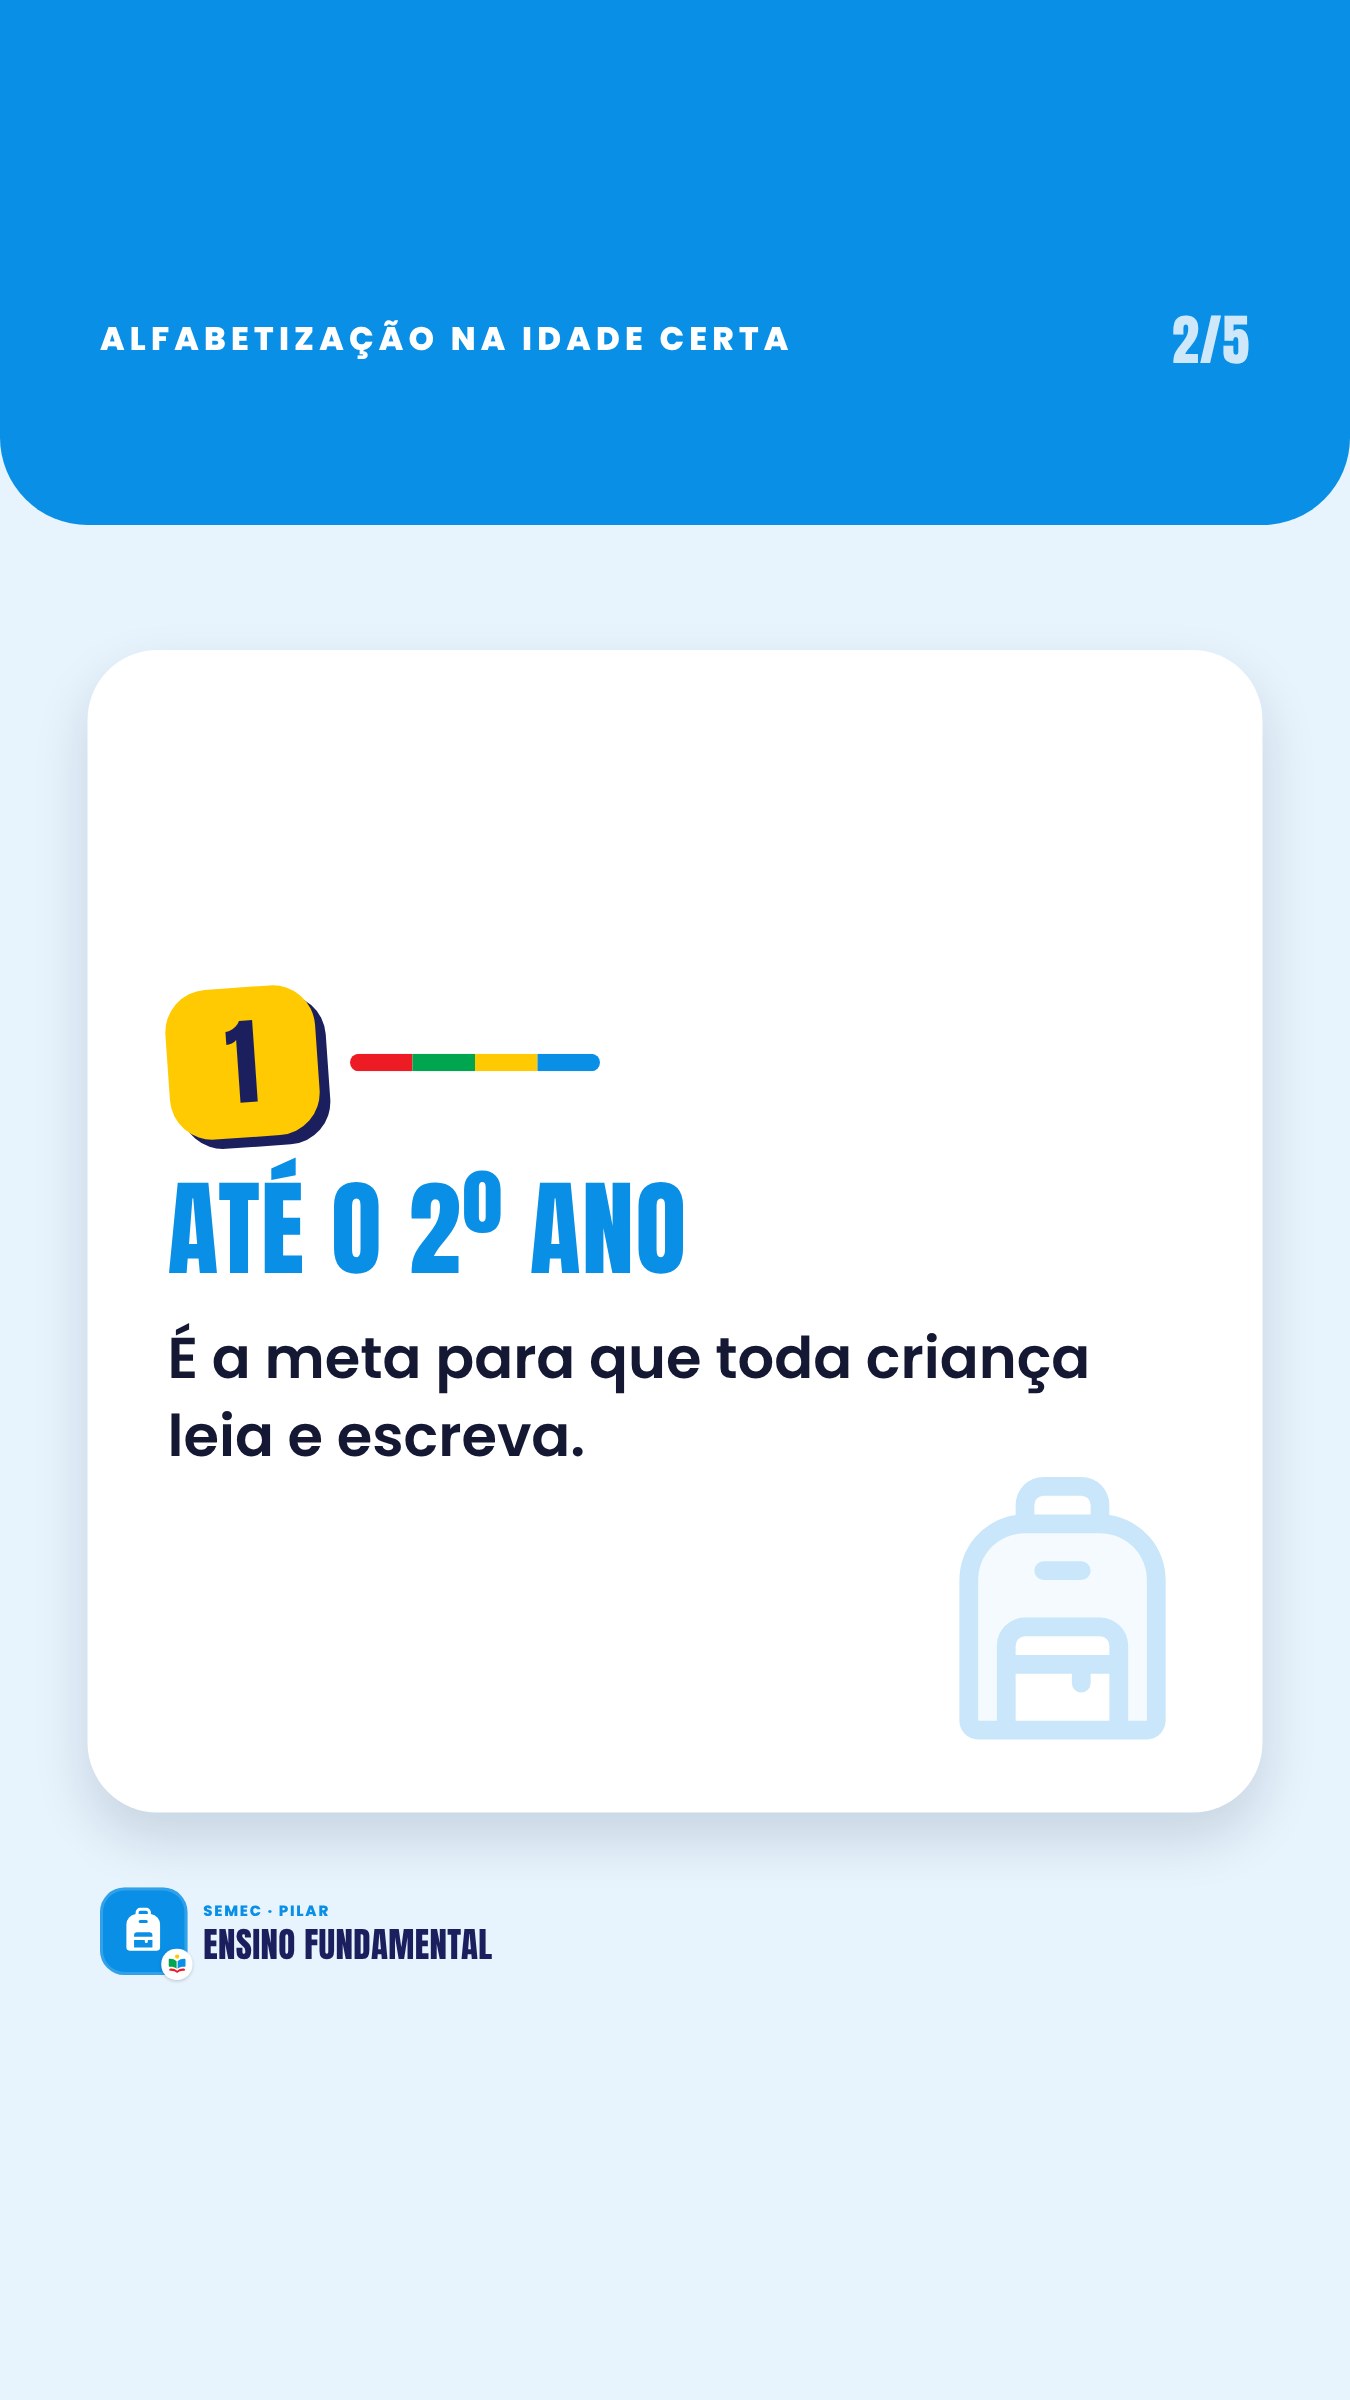 ALFABETIZAÇÃO NA IDADE CERTA
2/5
1
ATÉ O 2º ANO
É a meta para que toda criança
leia e escreva.
SEMEC · PILAR
ENSINO FUNDAMENTAL